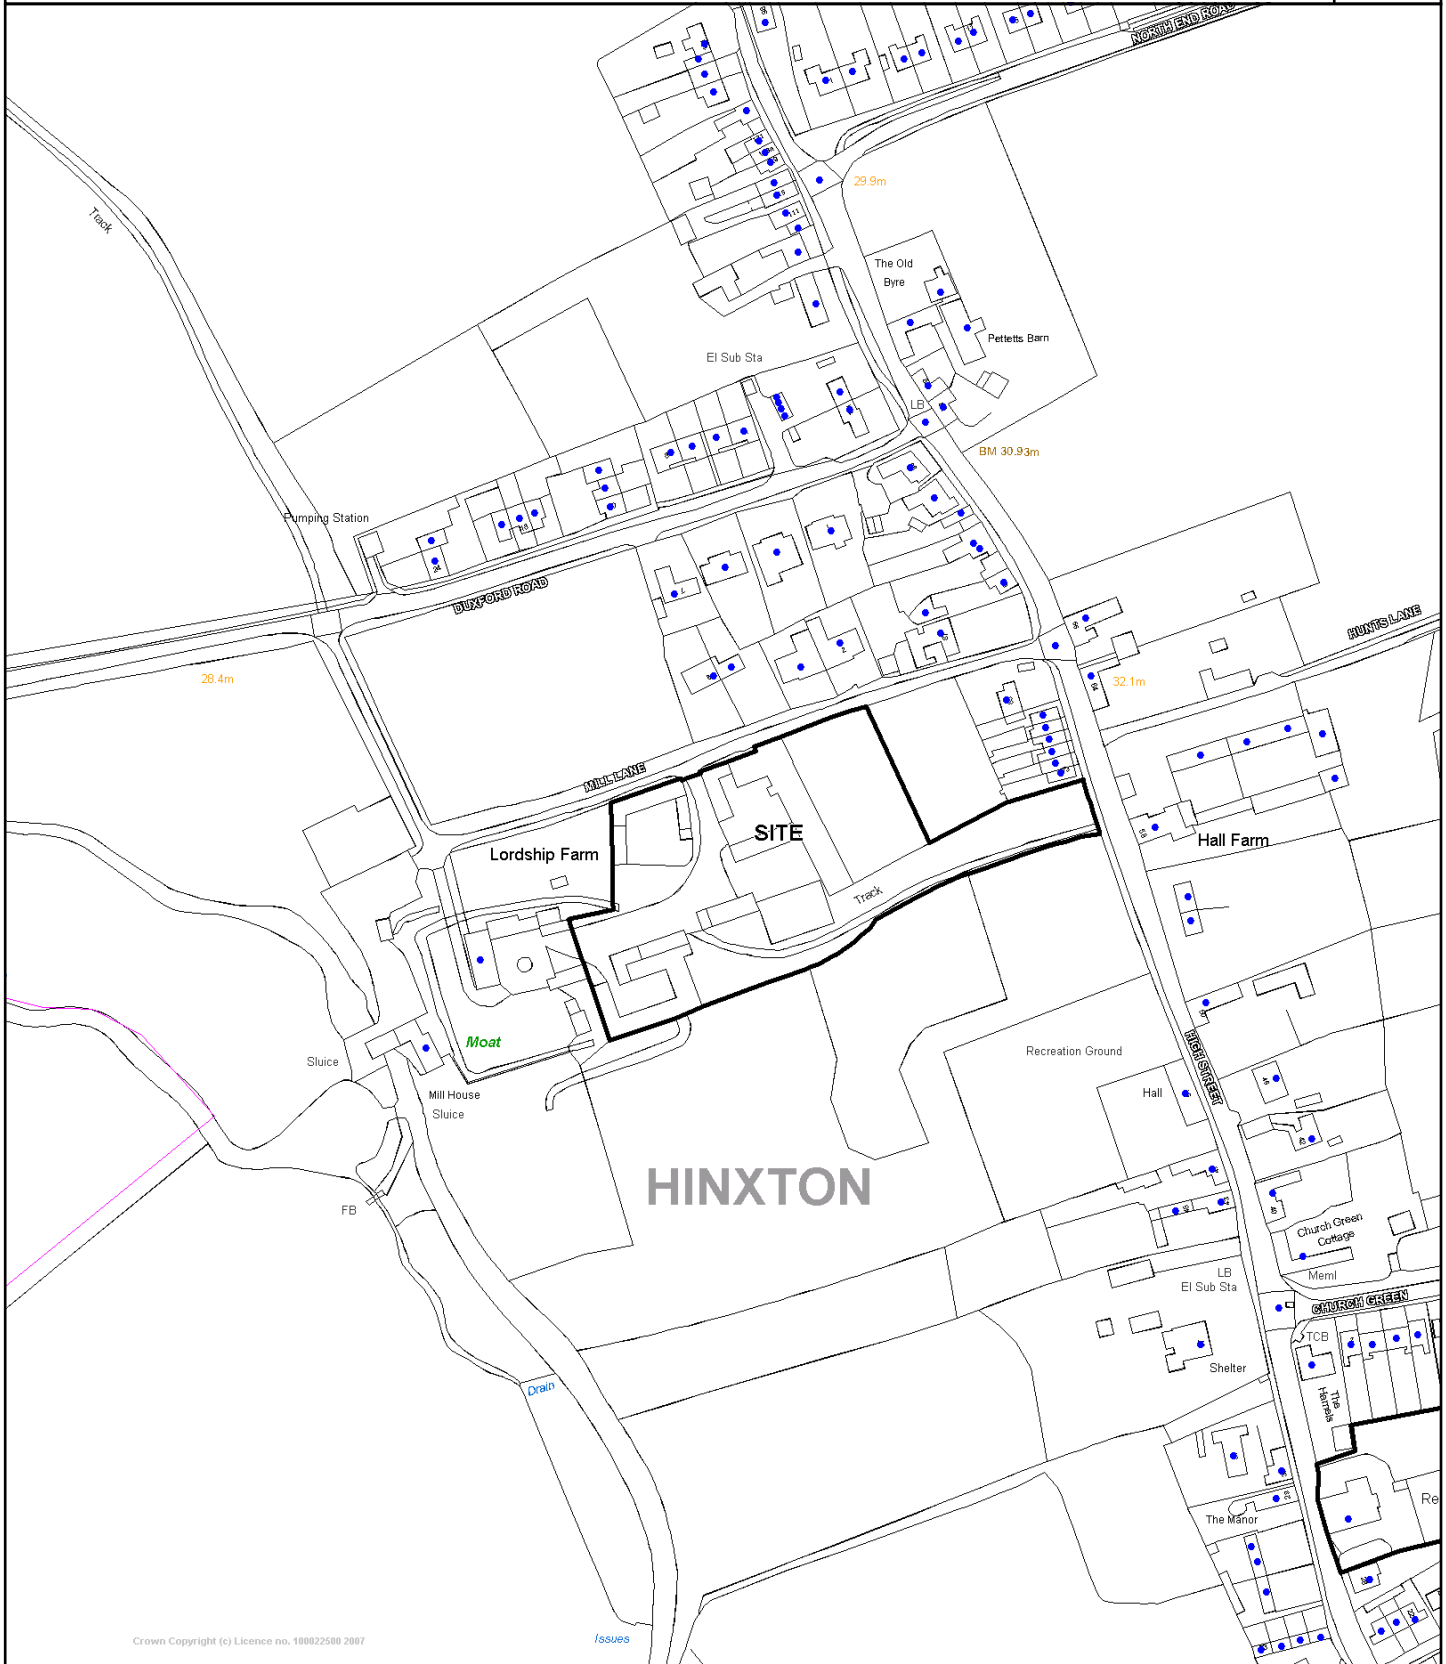 NORTH END ROAD
29.9m
Track
The Old
Byre
Pettetts Barn
El Sub Sta
LB
BM 30.93m
Pumping Station
DUXFORD ROAD
HUNTS LANE
28.4m
32.1m
MILL LANE
SITE
Lordship Farm
Hall Farm
Track
Moat
Sluice
Recreation Ground
HIGH STREET
Mill House
Sluice
Hall
HINXTON
FB
Church Green
Cottage
LB
El Sub Sta
Meml
CHURCH GREEN
TCB
Shelter
The
Hamels
Drain
Re
The Manor
Issues
Crown Copyright (c) Licence no. 100022500 2007